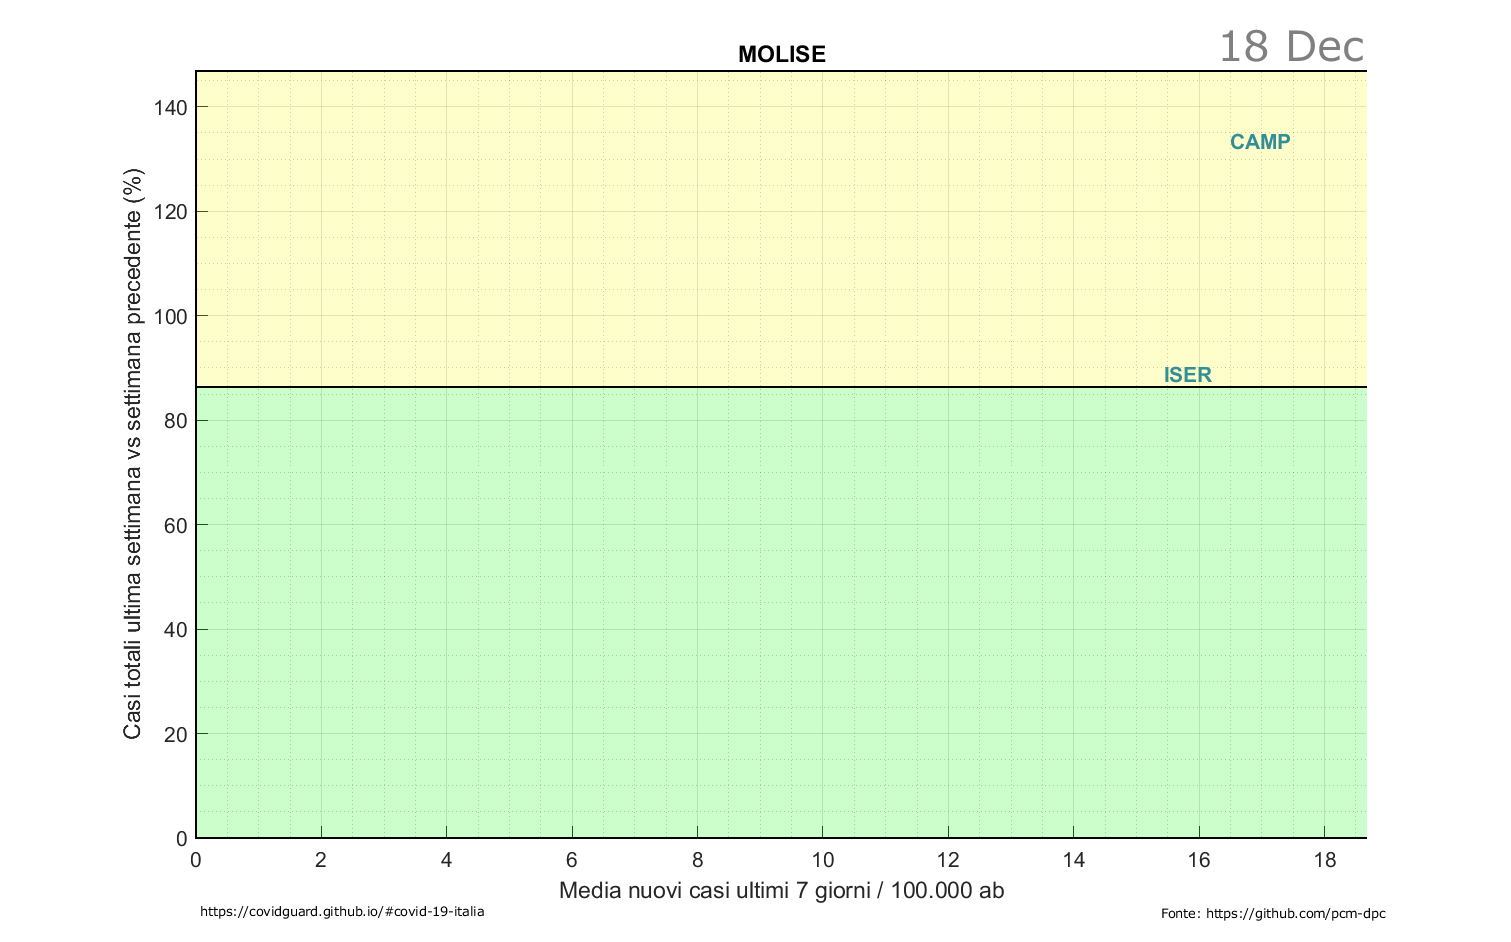 18 Dec
MOLISE
Casi totali ultima settimana vs settimana precedente (%)
140
120
100
80
60
40
20
0
CAMP
ISER
0 2 4 6 8 10 12 14 16 18
Media nuovi casi ultimi 7 giorni / 100.000 ab
https://covidguard.github.io/#covid-19-italia
Fonte: https://github.com/pcm-dpc